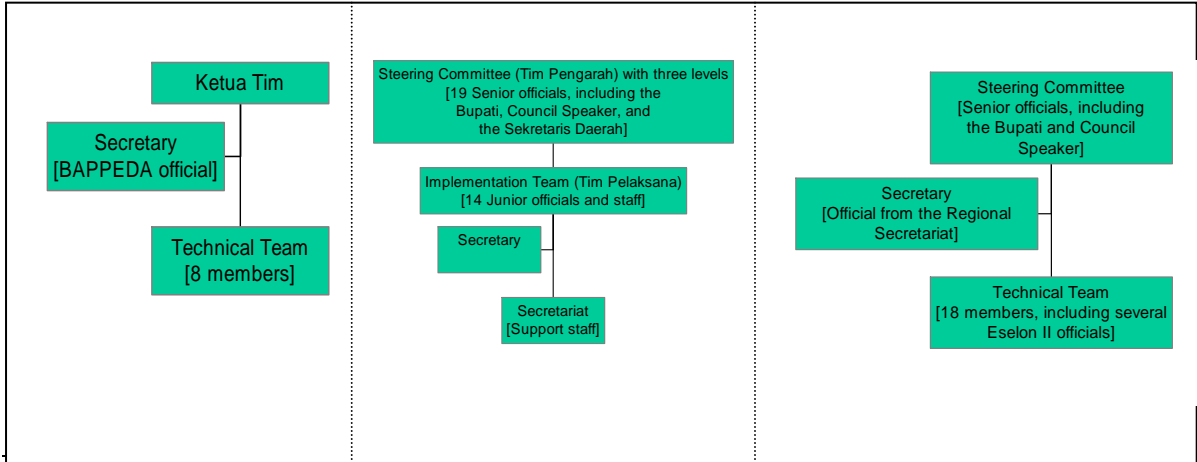 Ketua Tim
Secretary
[BAPPEDA official]
Technical Team
[8 members]
Steering Committee (Tim Pengarah) with three levels
[19 Senior officials, including the
Bupati, Council Speaker, and
the Sekretaris Daerah]
Implementation Team (Tim Pelaksana)
[14 Junior officials and staff]
Secretary
Secretariat
[Support staff]
Steering Committee
[Senior officials, including
the Bupati and Council
Speaker]
Secretary
[Official from the Regional
Secretariat]
Technical Team
[18 members, including several
Eselon II officials]